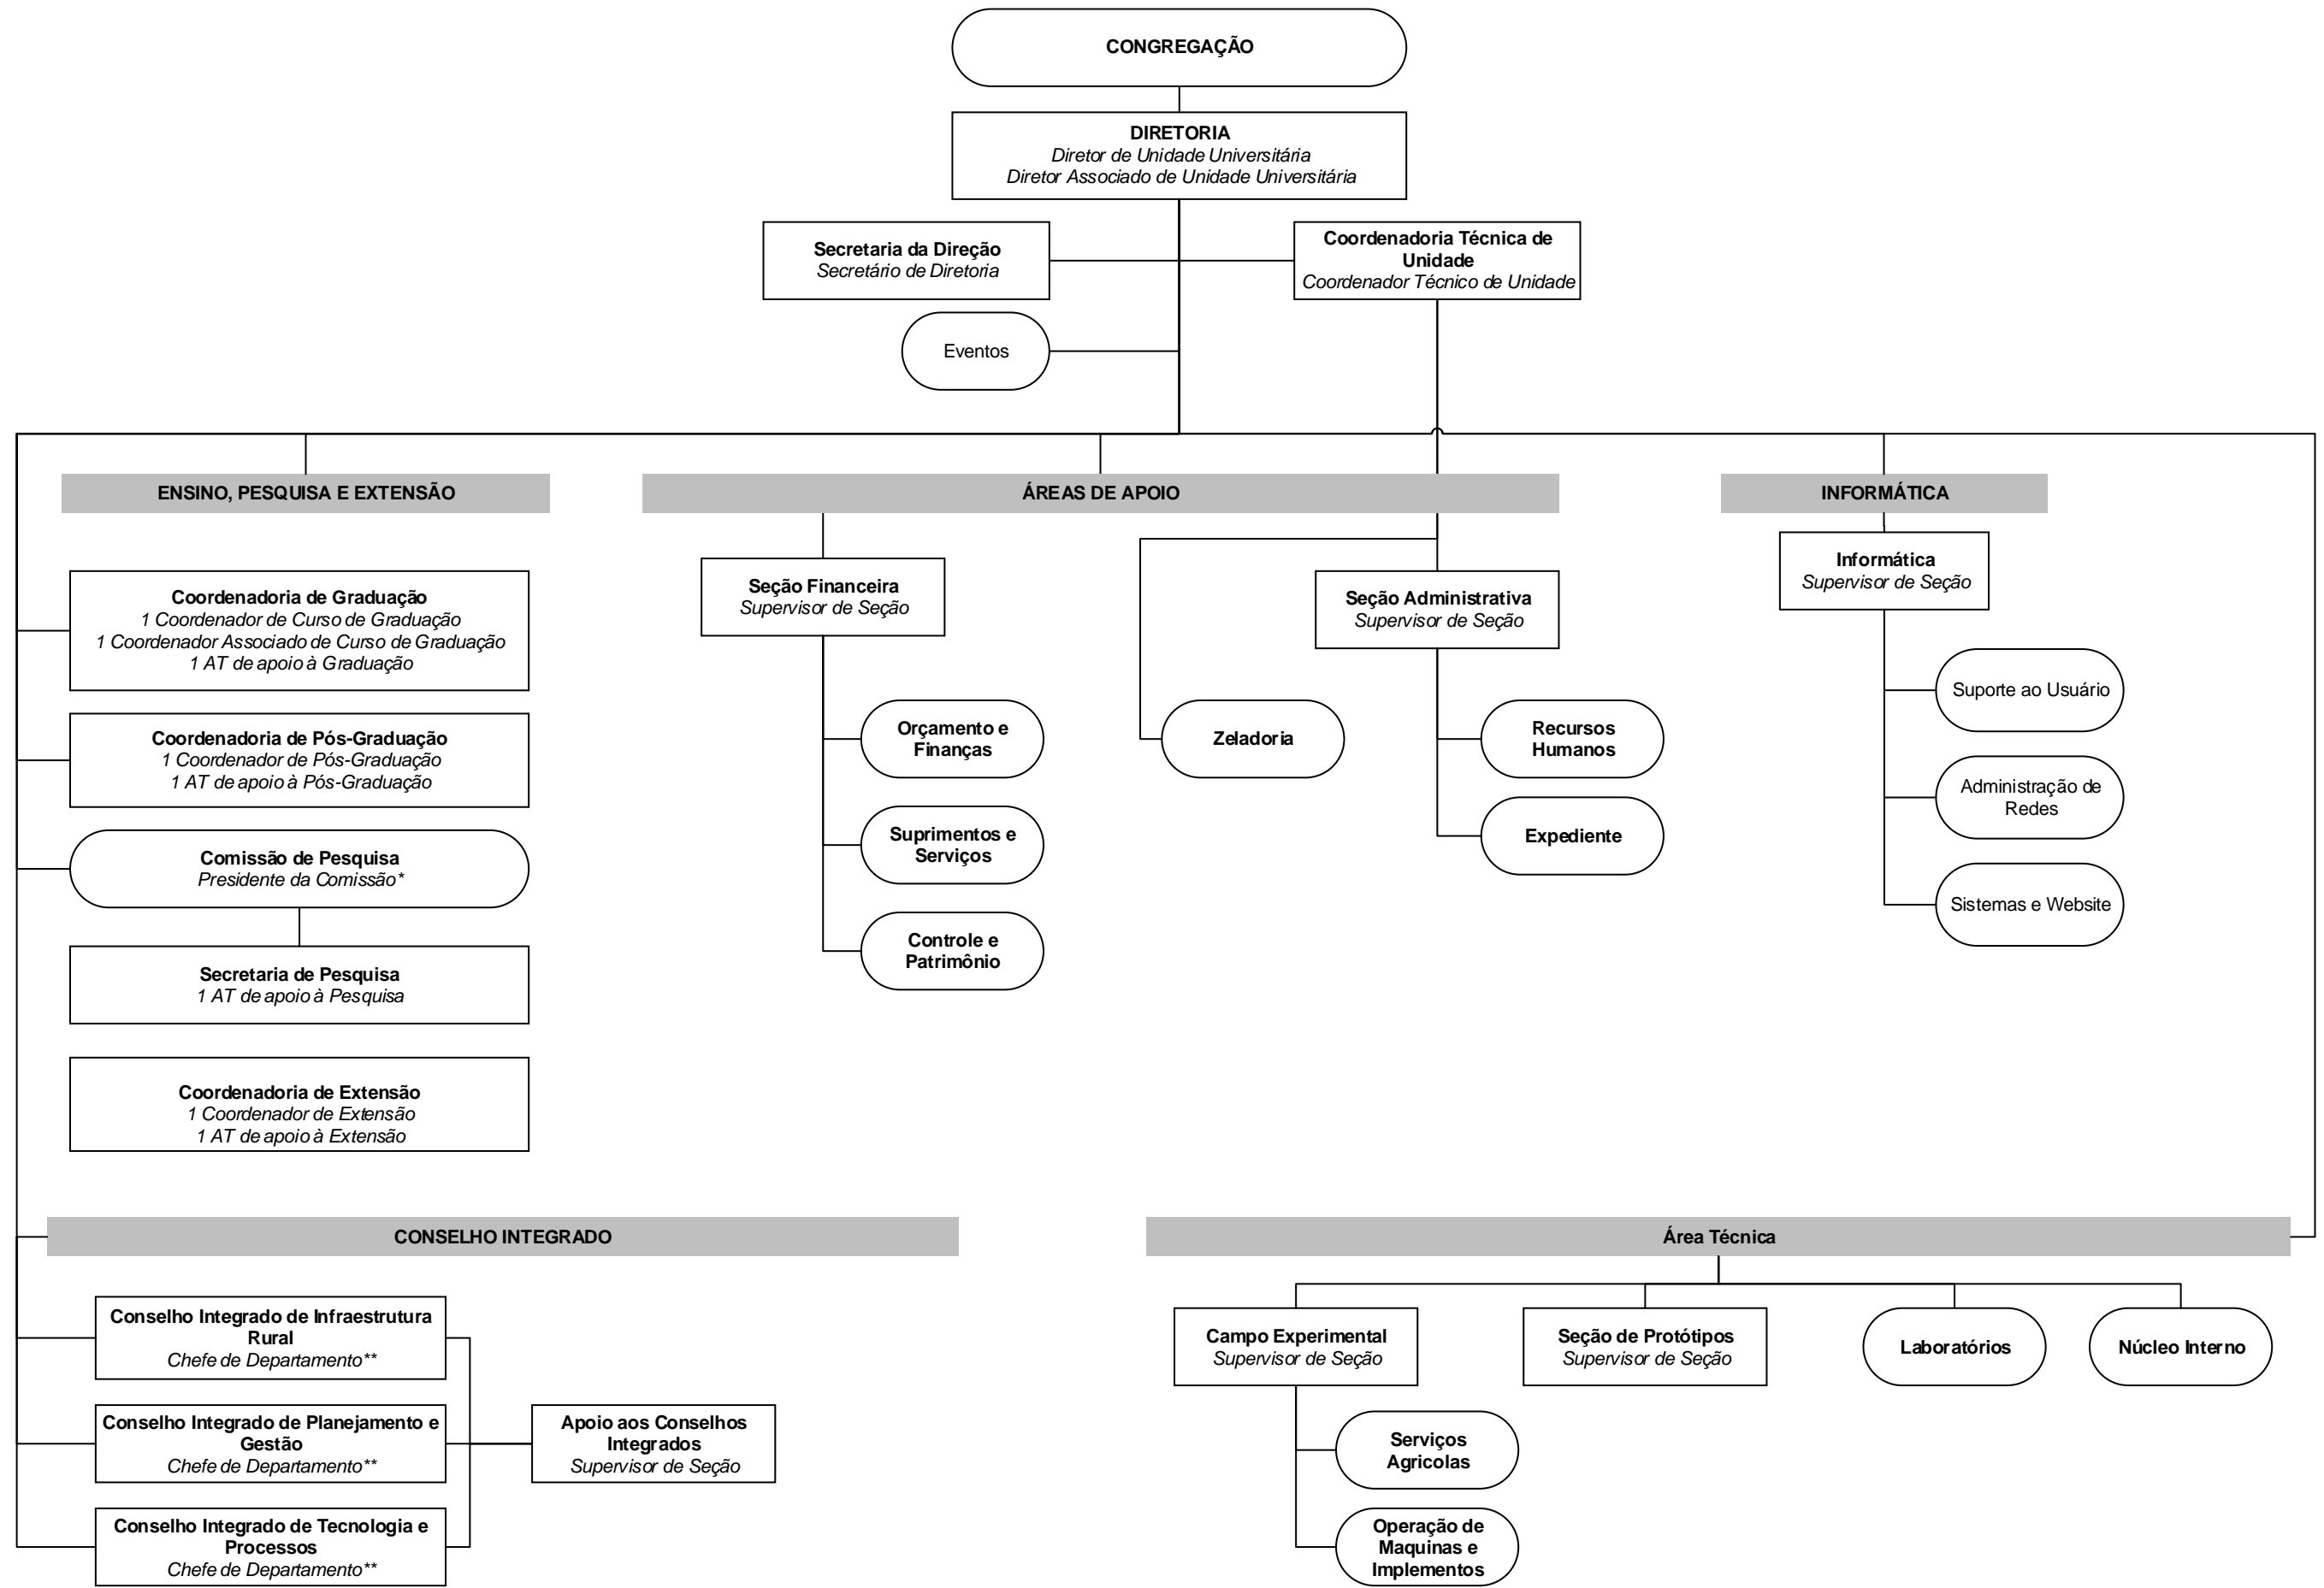 CONGREGAÇÃO
DIRETORIA
Diretor de Unidade Universitária
Diretor Associado de Unidade Universitária
Secretaria da Direção
Secretário de Diretoria
Coordenadoria Técnica de
Unidade
Coordenador Técnico de Unidade
Eventos
ENSINO, PESQUISA E EXTENSÃO
ÁREAS DE APOIO
INFORMÁTICA
Coordenadoria de Graduação
1 Coordenador de Curso de Graduação
1 Coordenador Associado de Curso de Graduação
1 AT de apoio à Graduação
Coordenadoria de Pós-Graduação
1 Coordenador de Pós-Graduação
1 AT de apoio à Pós-Graduação
Comissão de Pesquisa
Presidente da Comissão*
Secretaria de Pesquisa
1 AT de apoio à Pesquisa
Coordenadoria de Extensão
1 Coordenador de Extensão
1 AT de apoio à Extensão
Seção Financeira
Supervisor de Seção
Orçamento e
Finanças
Suprimentos e
Serviços
Controle e
Patrimônio
Zeladoria
Seção Administrativa
Supervisor de Seção
Recursos
Humanos
Expediente
Informática
Supervisor de Seção
Suporte ao Usuário
Administração de
Redes
Sistemas e Website
CONSELHO INTEGRADO
Conselho Integrado de Infraestrutura
Rural
Chefe de Departamento**
Conselho Integrado de Planejamento e
Gestão
Chefe de Departamento**
Conselho Integrado de Tecnologia e
Processos
Chefe de Departamento**
Apoio aos Conselhos
Integrados
Supervisor de Seção
Área Técnica
Campo Experimental
Supervisor de Seção
Seção de Protótipos
Supervisor de Seção
Laboratórios
Núcleo Interno
Serviços
Agricolas
Operação de
Maquinas e
Implementos